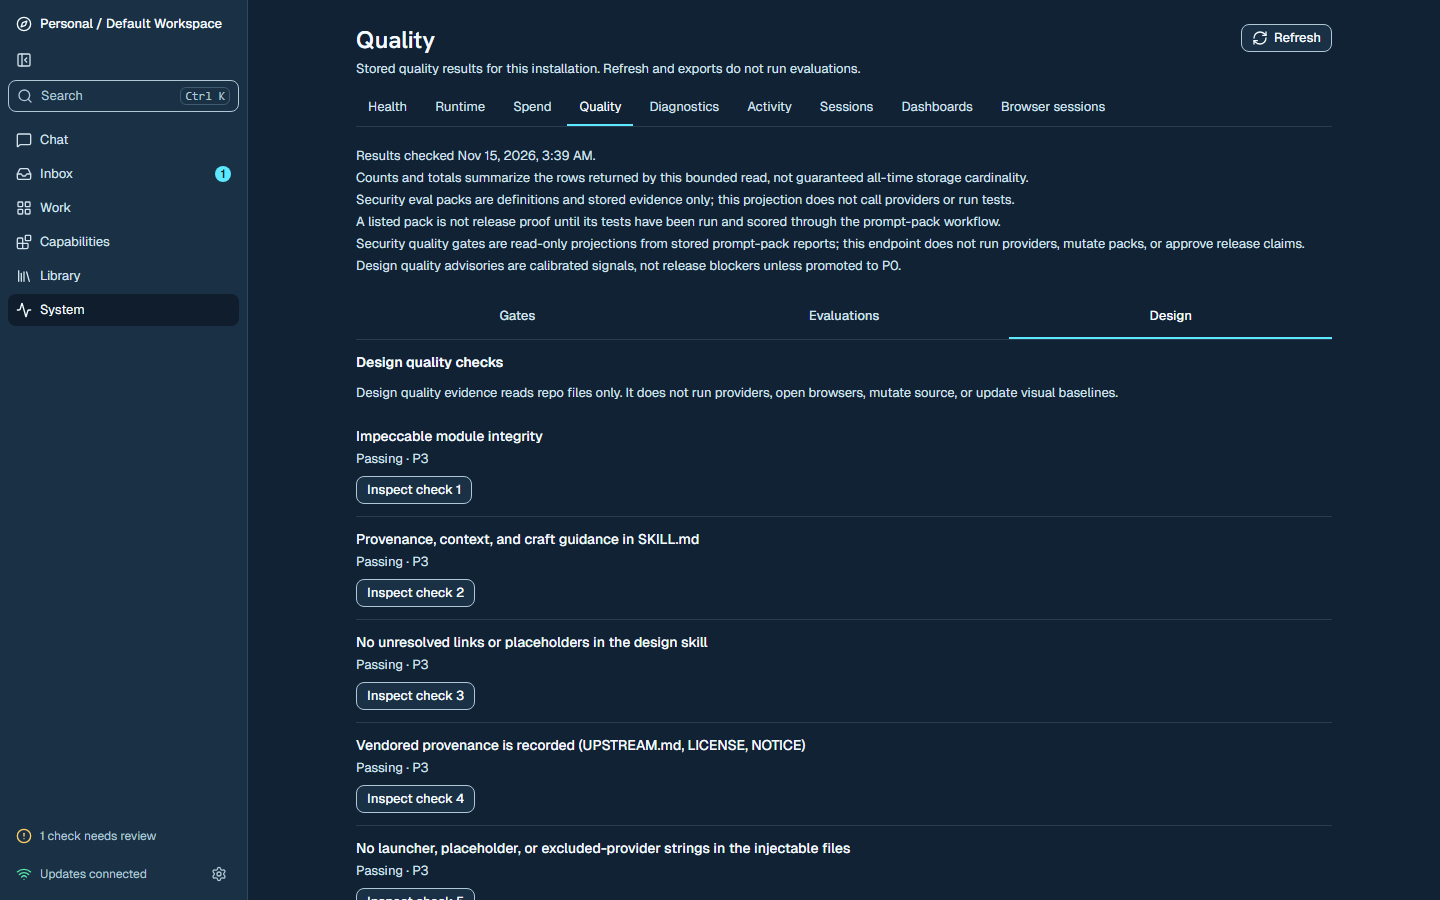 Personal / Default Workspace
Search
Ctrl K
Chat
Inbox
1
Work
Capabilities
Library
System
1 check needs review
Updates connected
Quality
Refresh
Stored quality results for this installation. Refresh and exports do not run evaluations.
Health
Runtime
Spend
Quality
Diagnostics
Activity
Sessions
Dashboards
Browser sessions
Results checked Nov 15, 2026, 3:39 AM.
Counts and totals summarize the rows returned by this bounded read, not guaranteed all-time storage cardinality.
Security eval packs are definitions and stored evidence only; this projection does not call providers or run tests.
A listed pack is not release proof until its tests have been run and scored through the prompt-pack workflow.
Security quality gates are read-only projections from stored prompt-pack reports; this endpoint does not run providers, mutate packs, or approve release claims.
Design quality advisories are calibrated signals, not release blockers unless promoted to P0.
Gates
Evaluations
Design
Design quality checks
Design quality evidence reads repo files only. It does not run providers, open browsers, mutate source, or update visual baselines.
Impeccable module integrity
Passing · P3
Inspect check 1
Provenance, context, and craft guidance in SKILL.md
Passing · P3
Inspect check 2
No unresolved links or placeholders in the design skill
Passing · P3
Inspect check 3
Vendored provenance is recorded (UPSTREAM.md, LICENSE, NOTICE)
Passing · P3
Inspect check 4
No launcher, placeholder, or excluded-provider strings in the injectable files
Passing · P3
Inspect check 5